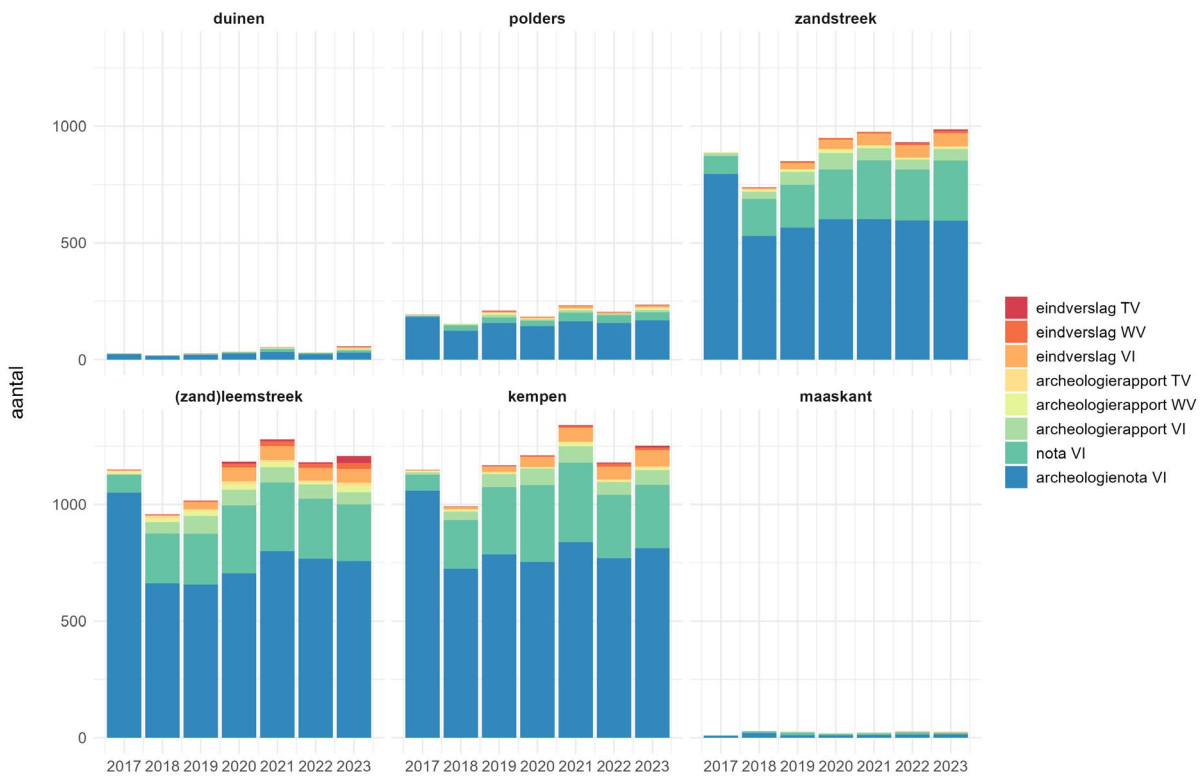 duinen
polders
zandstreek
1000
500
0
aantal
(zand)leemstreek
kempen
maaskant
1000
500
0
2017 2018 2019 2020 2021 2022 2023
2017 2018 2019 2020 2021 2022 2023
2017 2018 2019 2020 2021 2022 2023
eindverslag TV
eindverslag WV
eindverslag VI
archeologierapport TV
archeologierapport WV
archeologierapport VI
nota VI
archeologienota VI